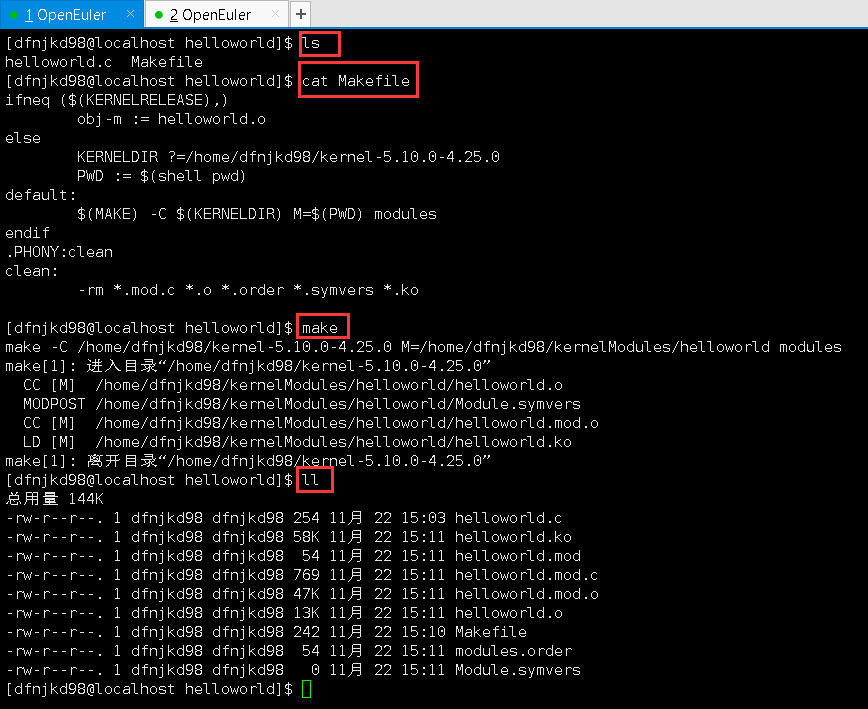 1 OpenEuler × 2 OpenEuler × +
[dfnjkd98@localhost helloworld]$ ls
helloworld.c  Makefile
[dfnjkd98@localhost helloworld]$ cat Makefile
ifneq ($(KERNELRELEASE),)
        obj-m := helloworld.o
else
        KERNELDIR ?=/home/dfnjkd98/kernel-5.10.0-4.25.0
        PWD := $(shell pwd)
default:
        $(MAKE) -C $(KERNELDIR) M=$(PWD) modules
endif
.PHONY:clean
clean:
        -rm *.mod.c *.o *.order *.symvers *.ko
[dfnjkd98@localhost helloworld]$ make
make -C /home/dfnjkd98/kernel-5.10.0-4.25.0 M=/home/dfnjkd98/kernelModules/helloworld modules
make[1]: 进入目录“/home/dfnjkd98/kernel-5.10.0-4.25.0”
  CC [M]  /home/dfnjkd98/kernelModules/helloworld/helloworld.o
  MODPOST /home/dfnjkd98/kernelModules/helloworld/Module.symvers
  CC [M]  /home/dfnjkd98/kernelModules/helloworld/helloworld.mod.o
  LD [M]  /home/dfnjkd98/kernelModules/helloworld/helloworld.ko
make[1]: 离开目录“/home/dfnjkd98/kernel-5.10.0-4.25.0”
[dfnjkd98@localhost helloworld]$ ll
总用量 144K
-rw-r--r--. 1 dfnjkd98 dfnjkd98 254 11月 22 15:03 helloworld.c
-rw-r--r--. 1 dfnjkd98 dfnjkd98 58K 11月 22 15:11 helloworld.ko
-rw-r--r--. 1 dfnjkd98 dfnjkd98  54 11月 22 15:11 helloworld.mod
-rw-r--r--. 1 dfnjkd98 dfnjkd98 769 11月 22 15:11 helloworld.mod.c
-rw-r--r--. 1 dfnjkd98 dfnjkd98 47K 11月 22 15:11 helloworld.mod.o
-rw-r--r--. 1 dfnjkd98 dfnjkd98 13K 11月 22 15:11 helloworld.o
-rw-r--r--. 1 dfnjkd98 dfnjkd98 242 11月 22 15:10 Makefile
-rw-r--r--. 1 dfnjkd98 dfnjkd98  54 11月 22 15:11 modules.order
-rw-r--r--. 1 dfnjkd98 dfnjkd98   0 11月 22 15:11 Module.symvers
[dfnjkd98@localhost helloworld]$